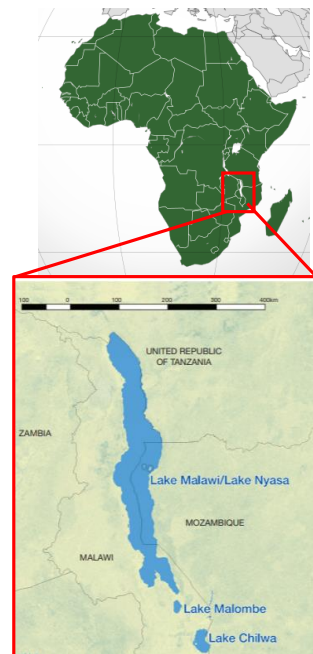 100 0 100 200 300 400km
UNITED REPUBLIC
OF TANZANIA
ZAMBIA
Lake Malawi/Lake Nyasa
MOZAMBIQUE
MALAWI
Lake Malombe
Lake Chilwa